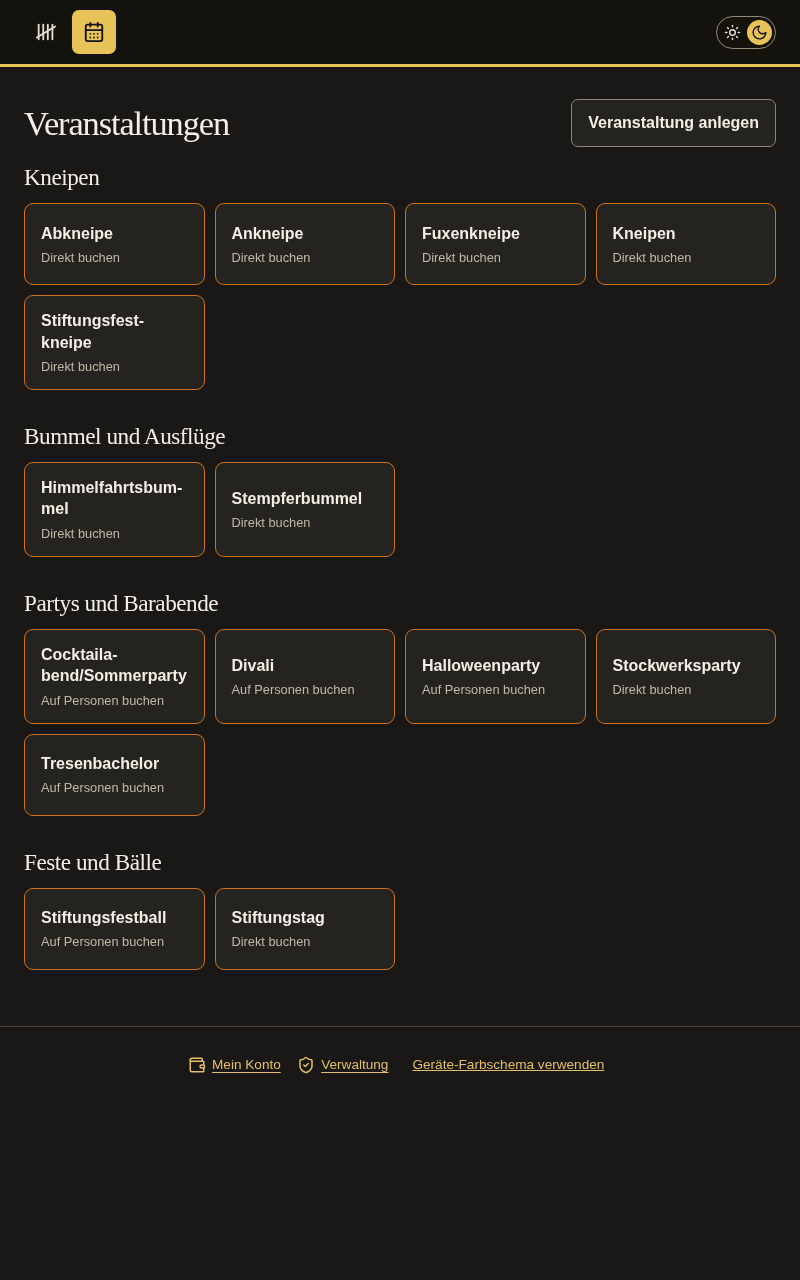 Veranstaltungen
Veranstaltung anlegen
Kneipen
Abkneipe
Direkt buchen
Ankneipe
Direkt buchen
Fuxenkneipe
Direkt buchen
Kneipen
Direkt buchen
Stiftungsfest-
kneipe
Direkt buchen
Bummel und Ausflüge
Himmelfahrtsbum-
mel
Direkt buchen
Stempferbummel
Direkt buchen
Partys und Barabende
Cocktaila-
bend/Sommerparty
Auf Personen buchen
Divali
Auf Personen buchen
Halloweenparty
Auf Personen buchen
Stockwerksparty
Direkt buchen
Tresenbachelor
Auf Personen buchen
Feste und Bälle
Stiftungsfestball
Auf Personen buchen
Stiftungstag
Direkt buchen
Mein Konto
Verwaltung
Geräte-Farbschema verwenden